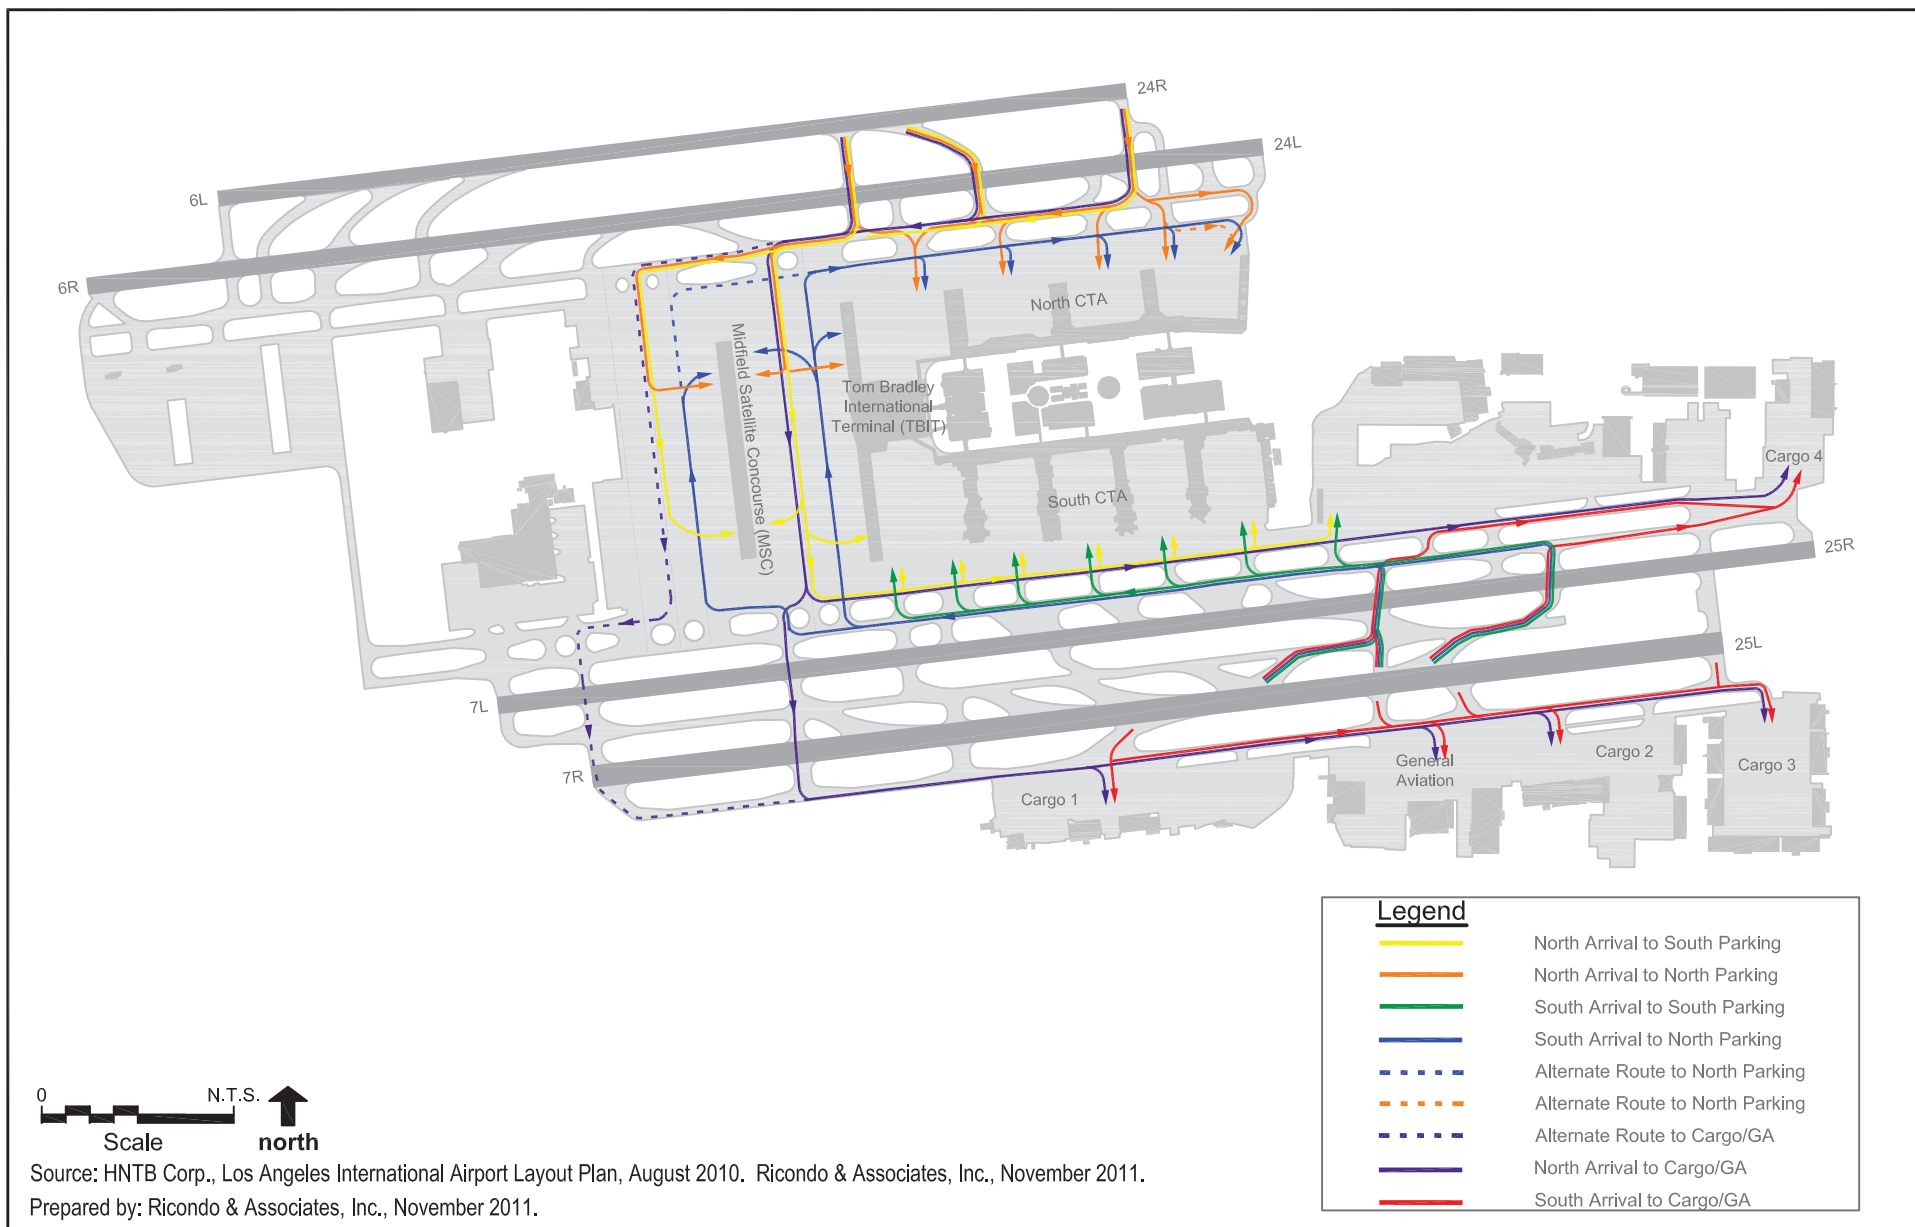 24R
24L
6L
6R
North CTA
Midfield Satellite Concourse (MSC)
Tom Bradley
International
Terminal (TBIT)
South CTA
Cargo 4
25R
25L
7L
7R
Cargo 1
General
Aviation
Cargo 2
Cargo 3
Legend
North Arrival to South Parking
North Arrival to North Parking
South Arrival to South Parking
South Arrival to North Parking
Alternate Route to North Parking
Alternate Route to North Parking
Alternate Route to Cargo/GA
North Arrival to Cargo/GA
South Arrival to Cargo/GA
0 N.T.S.
Scale
north
Source: HNTB Corp., Los Angeles International Airport Layout Plan, August 2010. Ricondo & Associates, Inc., November 2011.
Prepared by: Ricondo & Associates, Inc., November 2011.